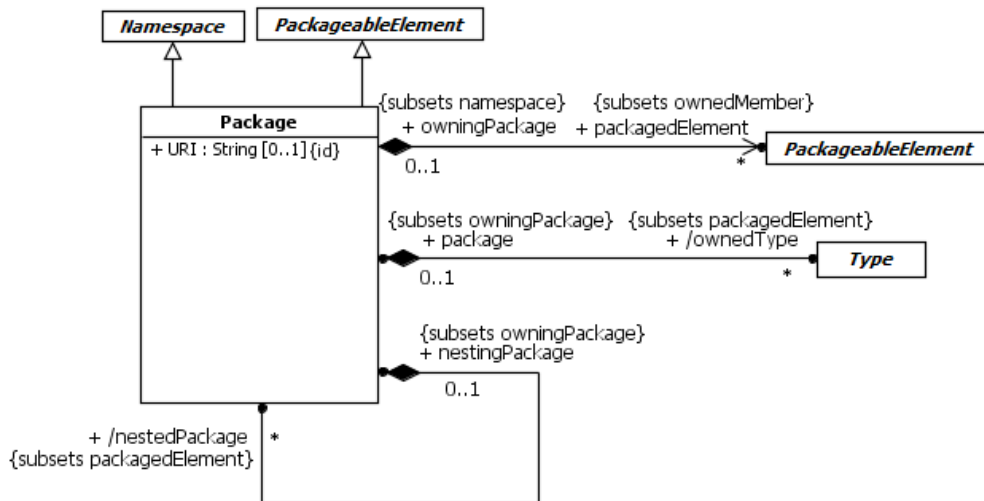 Namespace
PackageableElement
Package
+ URI : String [0..1] {id}
{subsets namespace}
+ owningPackage
0..1
{subsets ownedMember}
+ packagedElement
*
PackageableElement
{subsets owningPackage}
+ package
0..1
{subsets packagedElement}
+ /ownedType
*
Type
{subsets owningPackage}
+ nestingPackage
0..1
+ /nestedPackage
*
{subsets packagedElement}